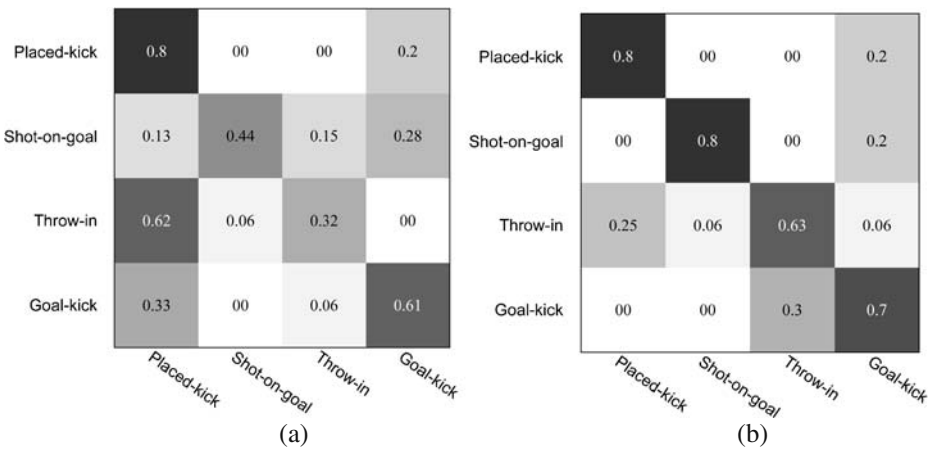 Placed-kick 0.8 00 00 0.2
Shot-on-goal 0.13 0.44 0.15 0.28
Throw-in 0.62 0.06 0.32 00
Goal-kick 0.33 00 0.06 0.61
Placed-kick Shot-on-goal Throw-in Goal-kick
(a)
Placed-kick 0.8 00 00 0.2
Shot-on-goal 00 0.8 00 0.2
Throw-in 0.25 0.06 0.63 0.06
Goal-kick 00 00 0.3 0.7
Placed-kick Shot-on-goal Throw-in Goal-kick
(b)